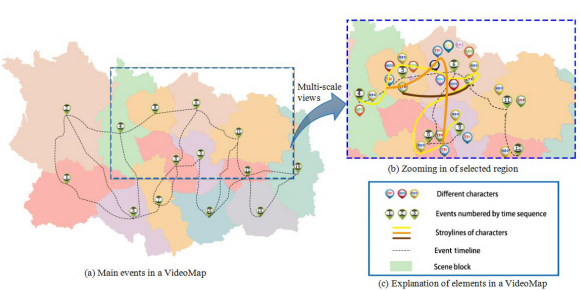 Multi-scale
views
(b) Zooming in of selected region
Different characters
Events numbered by time sequence
Stroylines of characters
Event timeline
Scene block
(a) Main events in a VideoMap
(c) Explanation of elements in a VideoMap